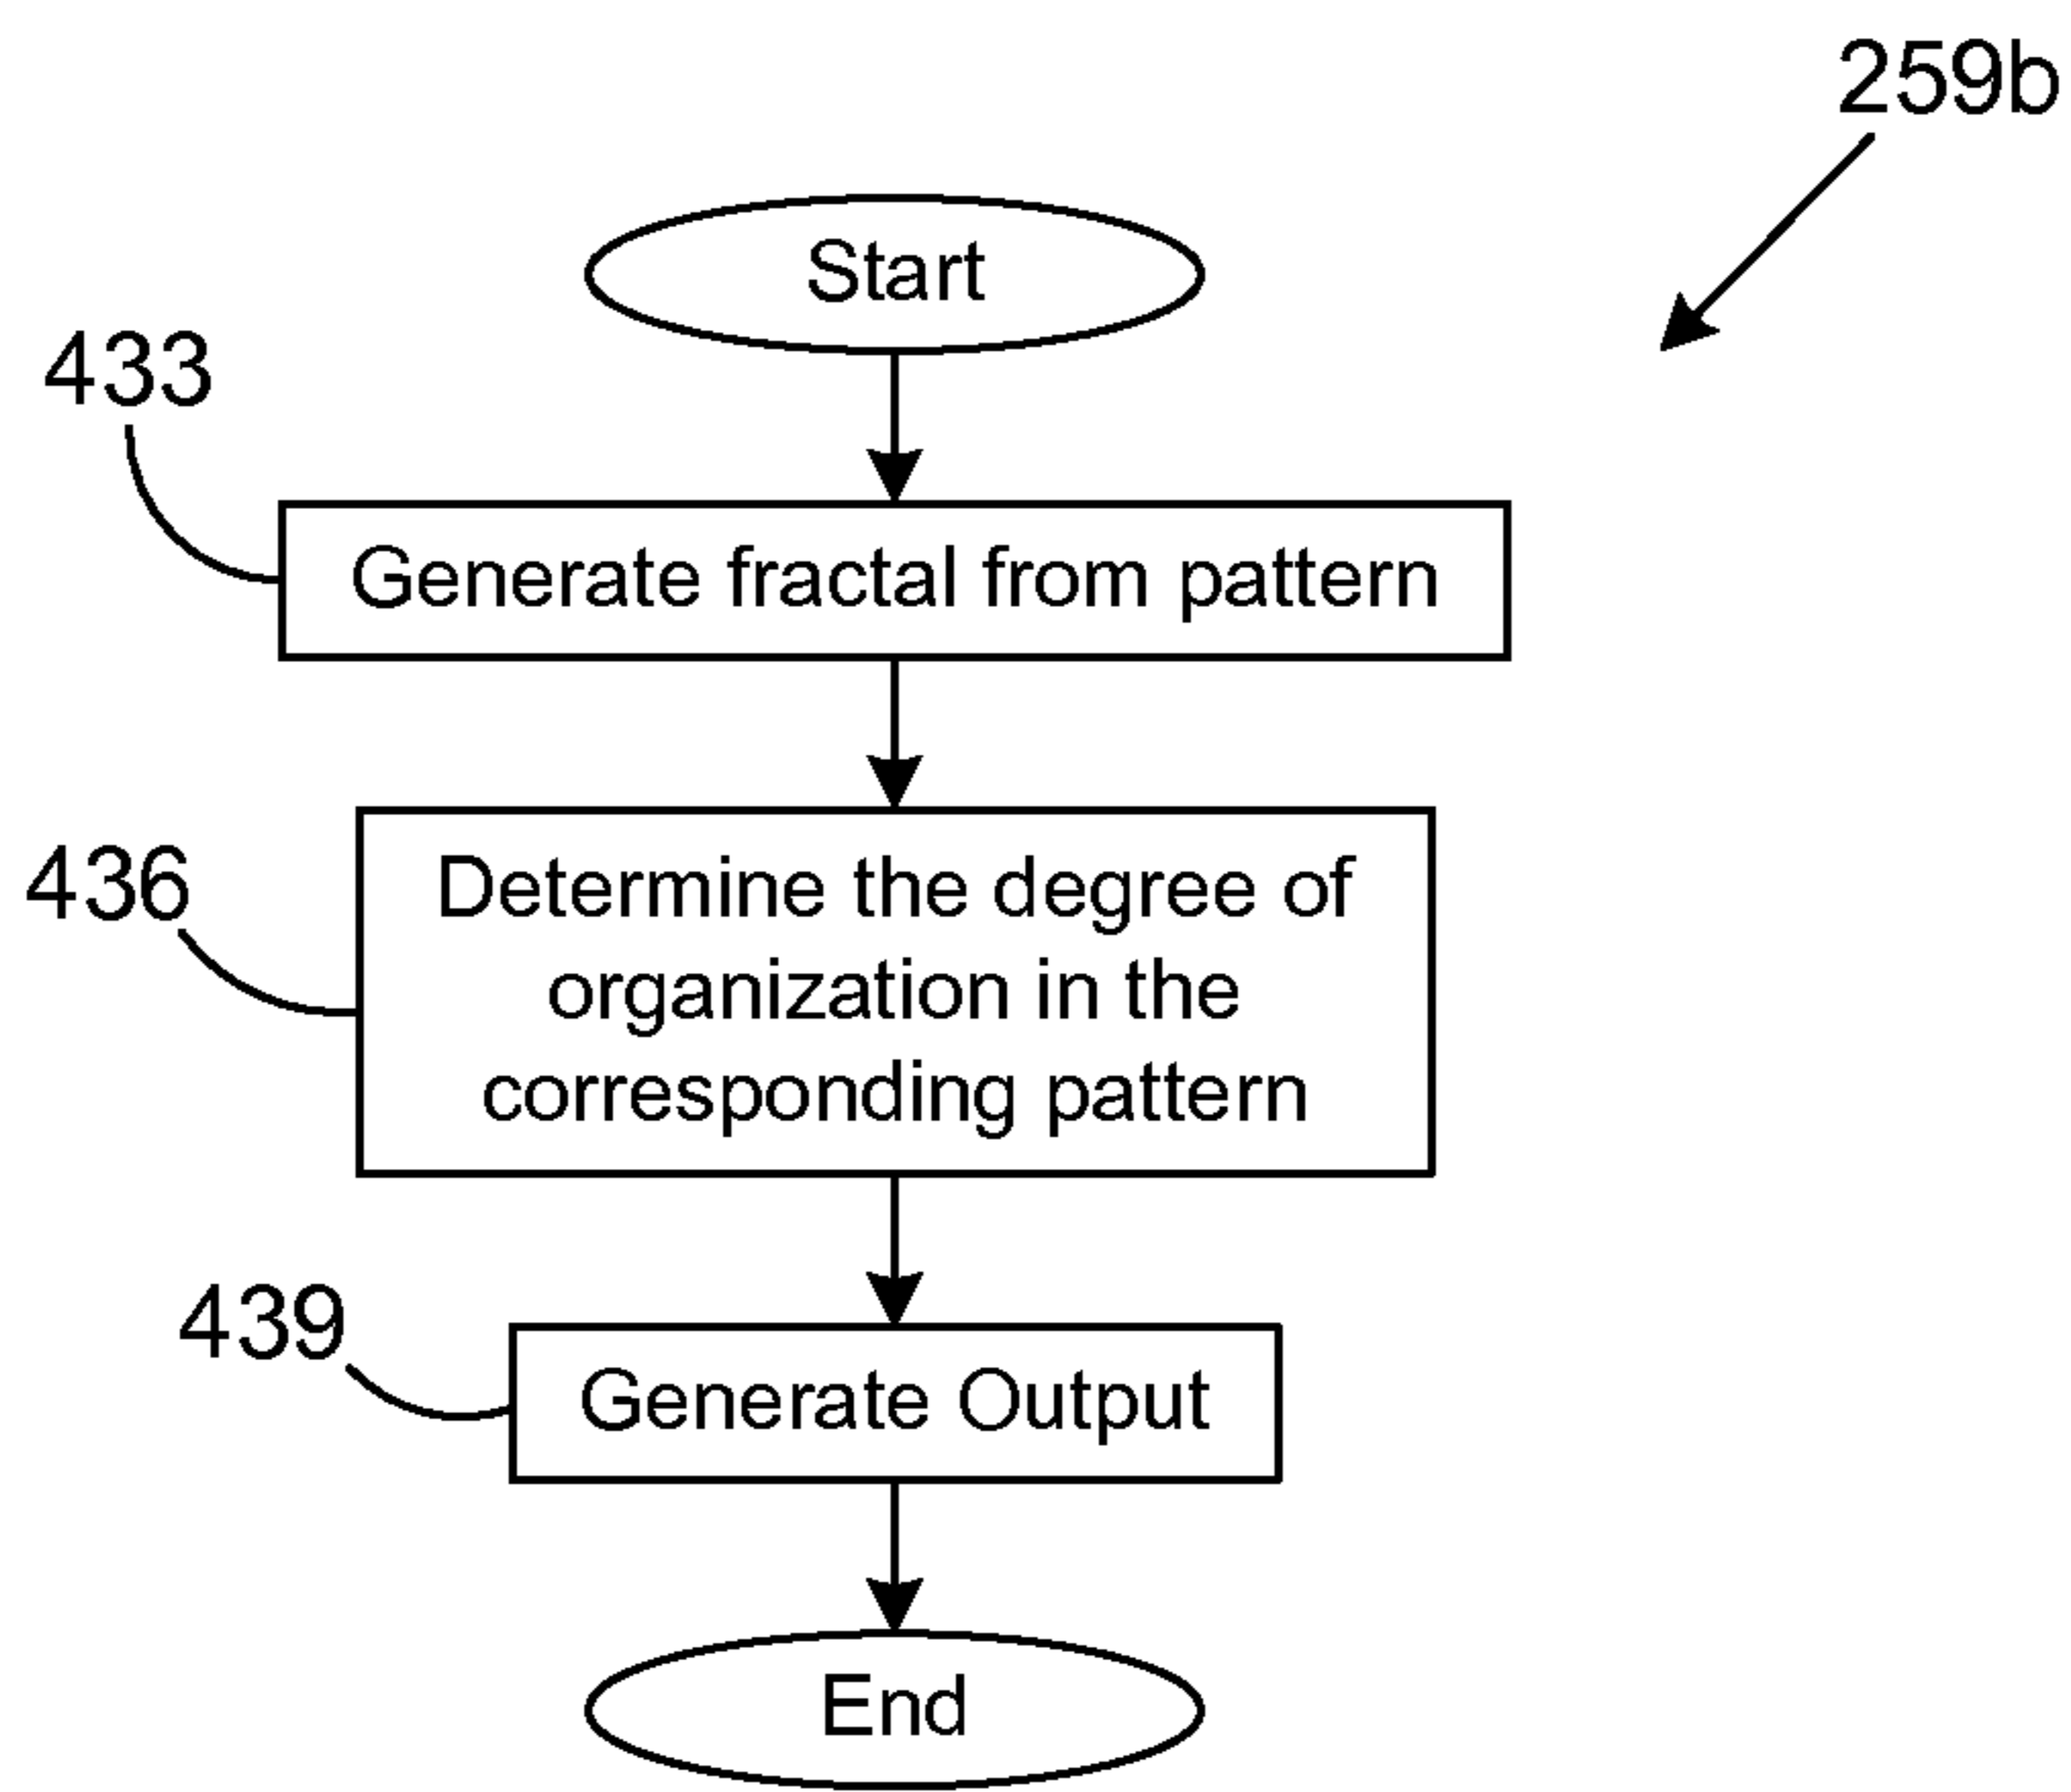 259b
Start
433
Generate fractal from pattern
436
Determine the degree of
organization in the
corresponding pattern
439
Generate Output
End